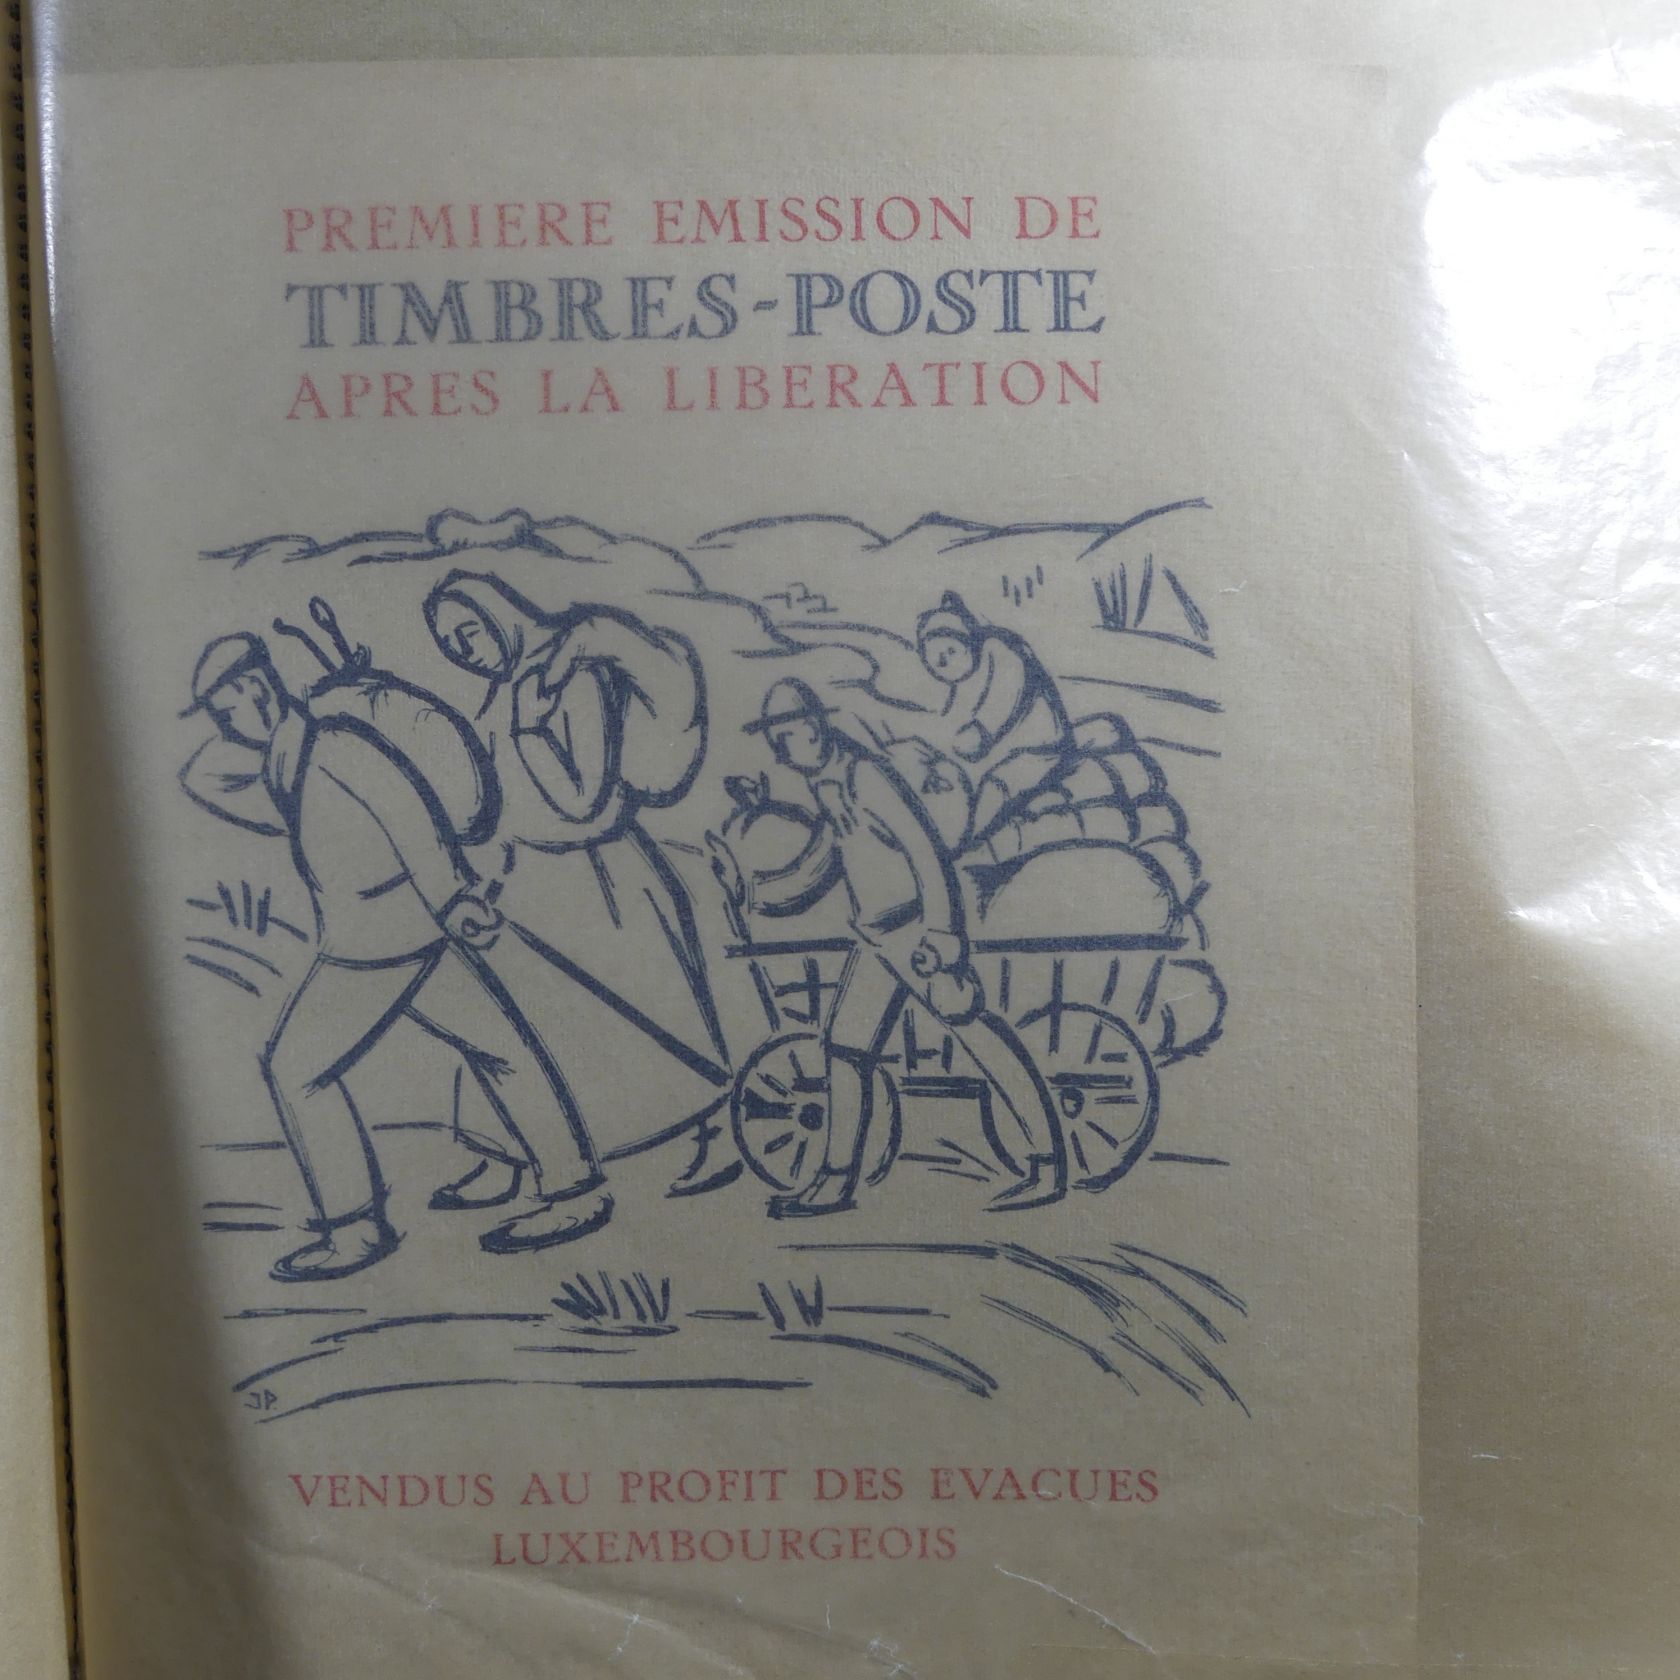 PREMIERE EMISSION DE
TIMBRES-POSTE
APRES LA LIBERATION
JP.
VENDUS AU PROFIT DES EVACUES
LUXEMBOURGEOIS